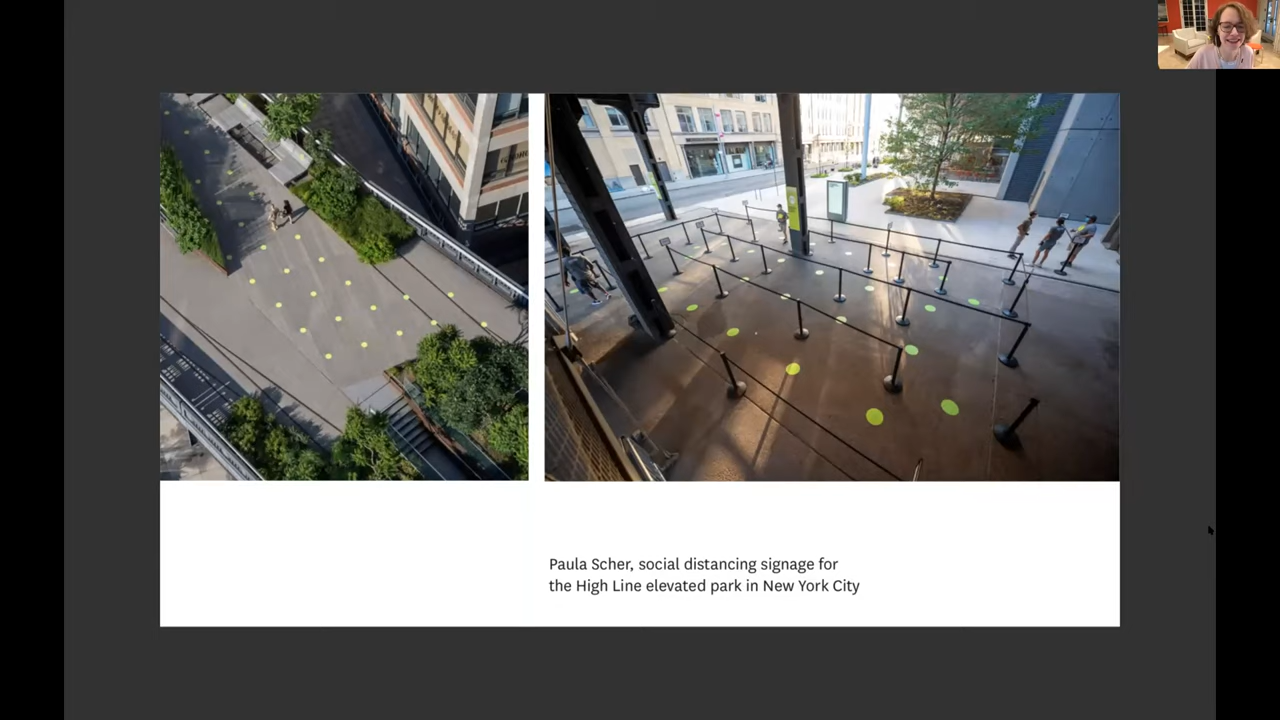 Paula Scher, social distancing signage for
the High Line elevated park in New York City